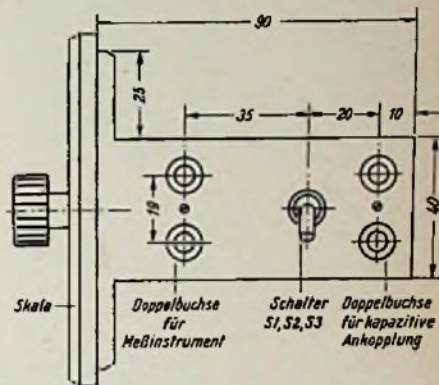 90
25
35
20
10
19
40
Skala
Doppelbuchse
für
Meßinstrument
Schalter
S1, S2, S3
Doppelbuchse
für kapazitive
Ankopplung